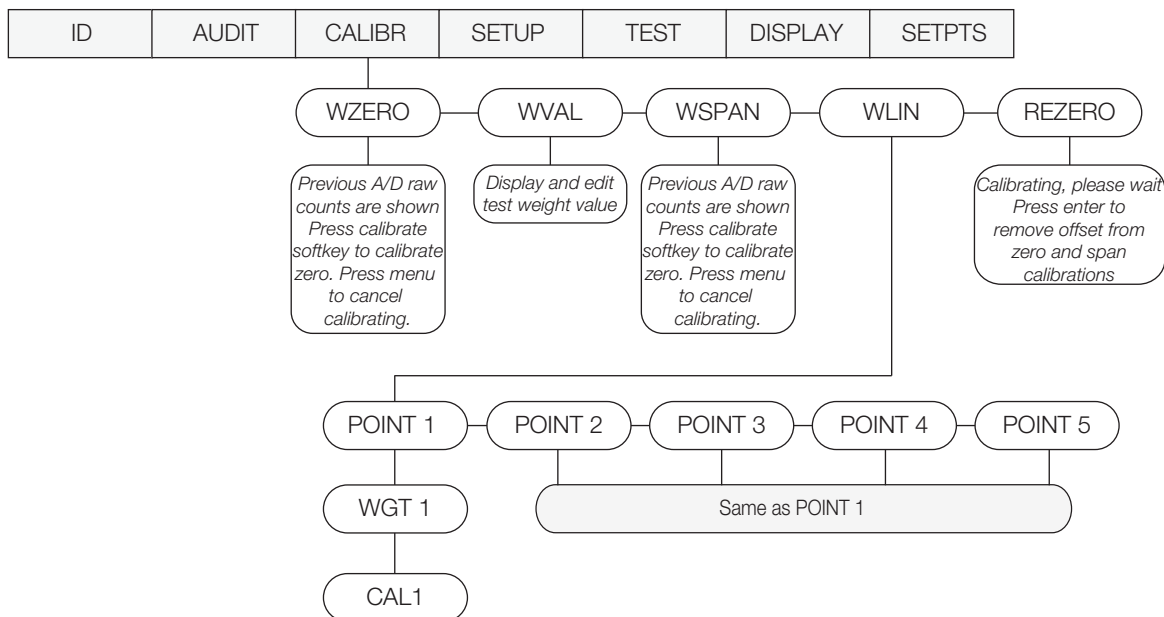 ID AUDIT CALIBR SETUP TEST DISPLAY SETPTS
WZERO WVAL WSPAN WLIN REZERO
Previous A/D raw
counts are shown
Press calibrate
softkey to calibrate
zero. Press menu
to cancel
calibrating.
Display and edit
test weight value
Previous A/D raw
counts are shown
Press calibrate
softkey to calibrate
zero. Press menu
to cancel
calibrating.
Calibrating, please wait
Press enter to
remove offset from
zero and span
calibrations
POINT 1 POINT 2 POINT 3 POINT 4 POINT 5
WGT 1
Same as POINT 1
CAL1